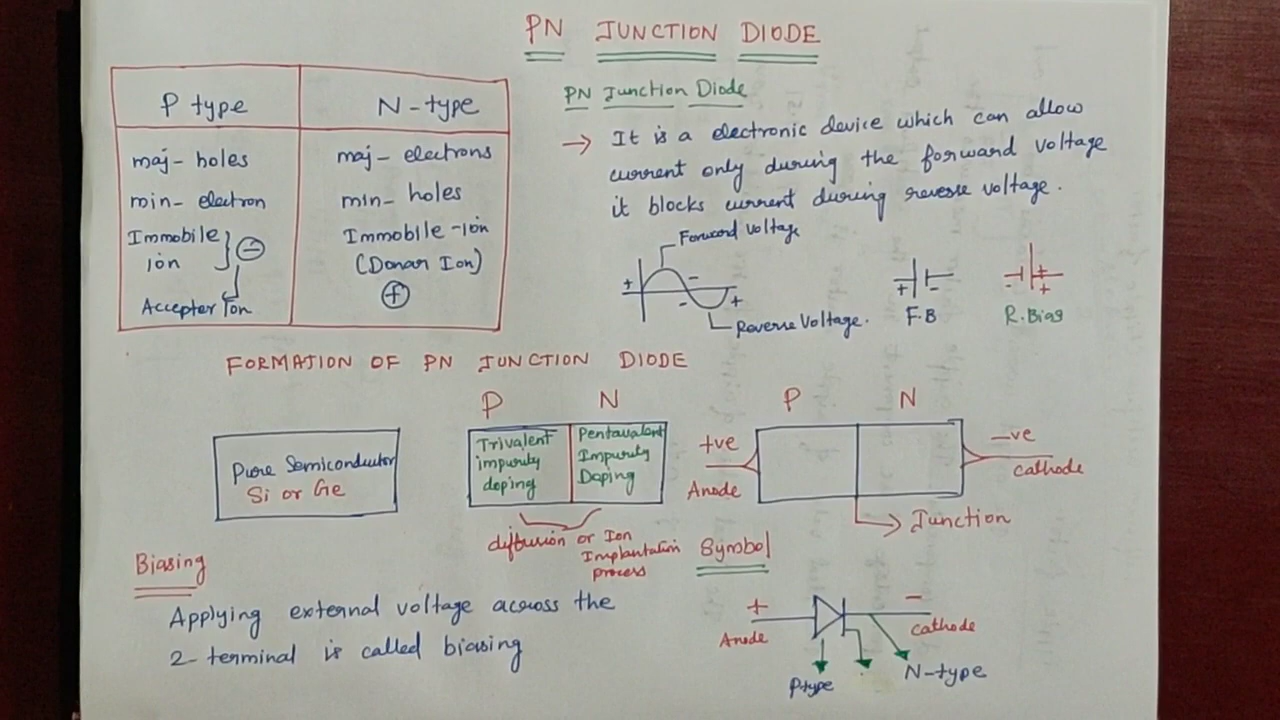 PN JUNCTION DIODE
P type
N-type
maj- holes
maj- electrons
min- electron
min- holes
Immobile
ion
⊖
Accepter Ion
Immobile -ion
(Donar Ion)
⊕
PN Junction Diode
→ It is a electronic device which can allow
current only during the forward voltage
it blocks current during reverse voltage.
Forward voltage
+ -
- +
Reverse Voltage.
+ -
F.B
- +
+
R.Bias
FORMATION OF PN JUNCTION DIODE
Pure Semiconductor
Si or Ge
P N
Trivalent
impurity
doping
Pentavalent
Impurity
Doping
diffusion or Ion
Implantation
process
P N
+ve
Anode
-ve
cathode
Junction
Biasing
Applying external voltage across the
2- terminal is called biasing
Symbol
+ -
Anode
cathode
P-type
N-type